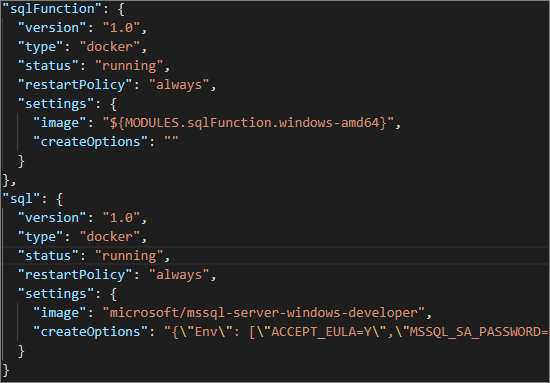 "sqlFunction": {
"version": "1.0",
"type": "docker",
"status": "running",
"restartPolicy": "always",
"settings": {
"image": "${MODULES.sqlFunction.windows-amd64}",
"createOptions": ""
}
},
"sql": {
"version": "1.0",
"type": "docker",
"status": "running",
"restartPolicy": "always",
"settings": {
"image": "microsoft/mssql-server-windows-developer",
"createOptions": "{\"Env\": [\"ACCEPT_EULA=Y\",\"MSSQL_SA_PASSWORD=
}
}